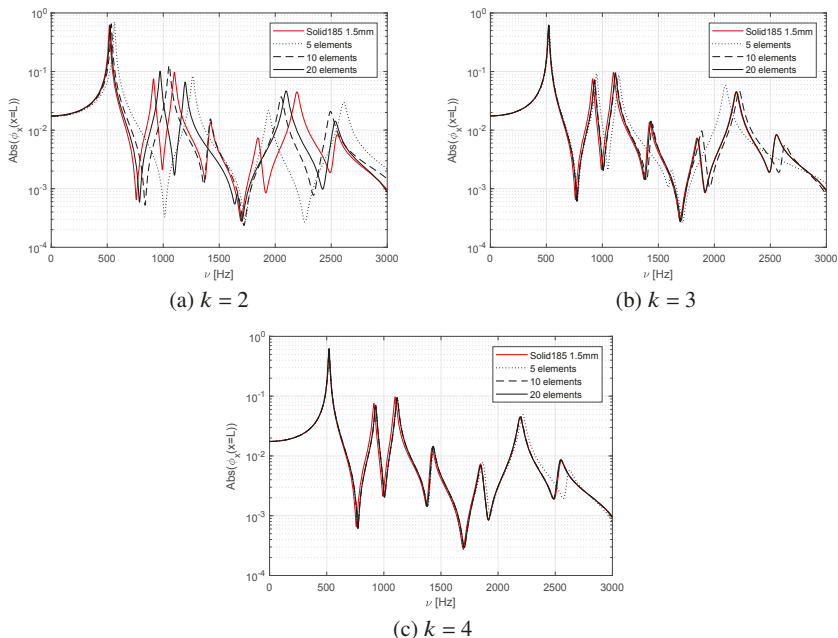 10^0
10^-1
10^-2
10^-3
10^-4
Abs(ϕ_x(x=L))
Solid185 1.5mm
5 elements
10 elements
20 elements
0 500 1000 1500 2000 2500 3000
ν [Hz]
(a) k = 2
10^0
10^-1
10^-2
10^-3
10^-4
Abs(ϕ_x(x=L))
Solid185 1.5mm
5 elements
10 elements
20 elements
0 500 1000 1500 2000 2500 3000
ν [Hz]
(b) k = 3
10^0
10^-1
10^-2
10^-3
10^-4
Abs(ϕ_x(x=L))
Solid185 1.5mm
5 elements
10 elements
20 elements
0 500 1000 1500 2000 2500 3000
ν [Hz]
(c) k = 4